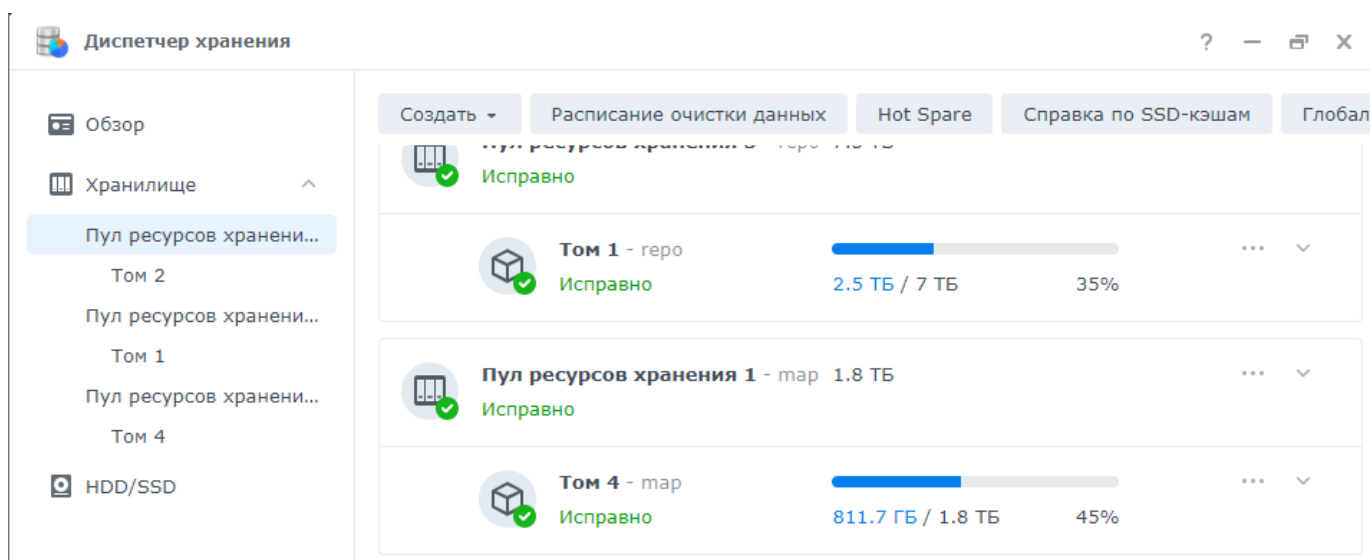 Диспетчер хранения
?
Обзор
Хранилище
Пул ресурсов хранени...
Том 2
Пул ресурсов хранени...
Том 1
Пул ресурсов хранени...
Том 4
HDD/SSD
Создать
Расписание очистки данных
Hot Spare
Справка по SSD-кэшам
Глобал
Пул ресурсов хранения
Исправно
Том 1 - repo
Исправно
2.5 ТБ / 7 ТБ
35%
Пул ресурсов хранения 1 - map 1.8 ТБ
Исправно
Том 4 - map
Исправно
811.7 ГБ / 1.8 ТБ
45%